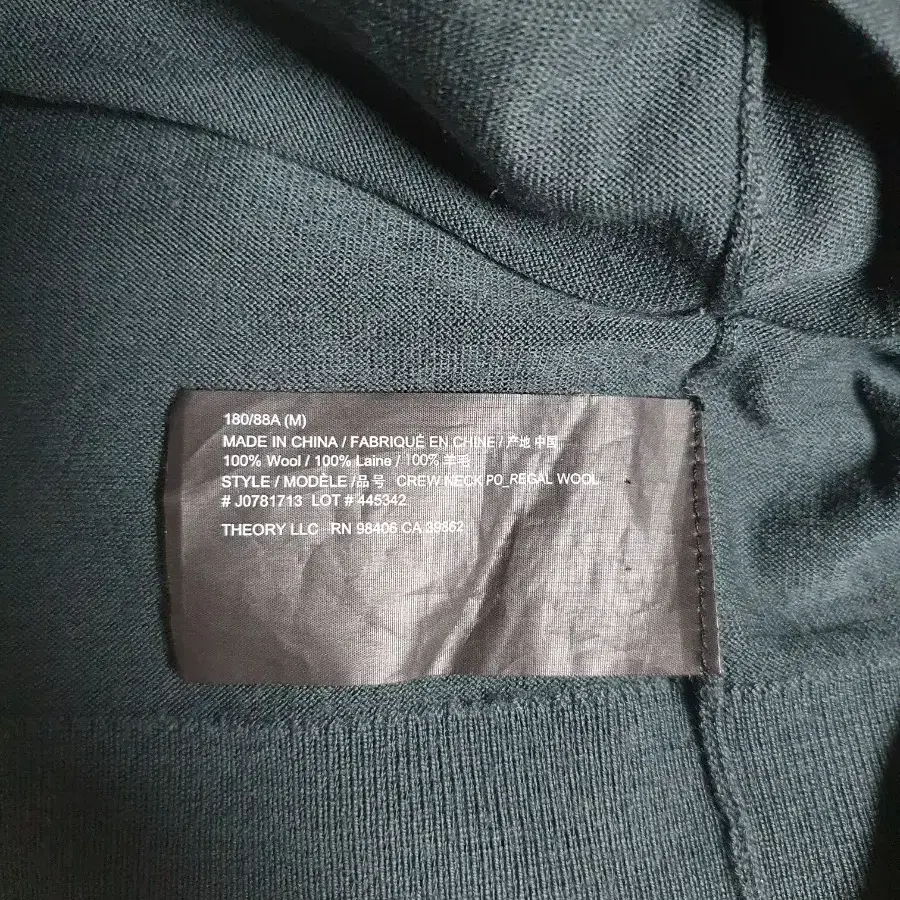 180/88A (M)
MADE IN CHINA / FABRIQUÉ EN CHINE / 产地 中国
100% Wool / 100% Laine / 100% 羊毛
STYLE / MODÈLE /品号 CREW NECK PO_REGAL WOOL
# J0781713 LOT # 445342
THEORY LLC RN 98406 CA 39862